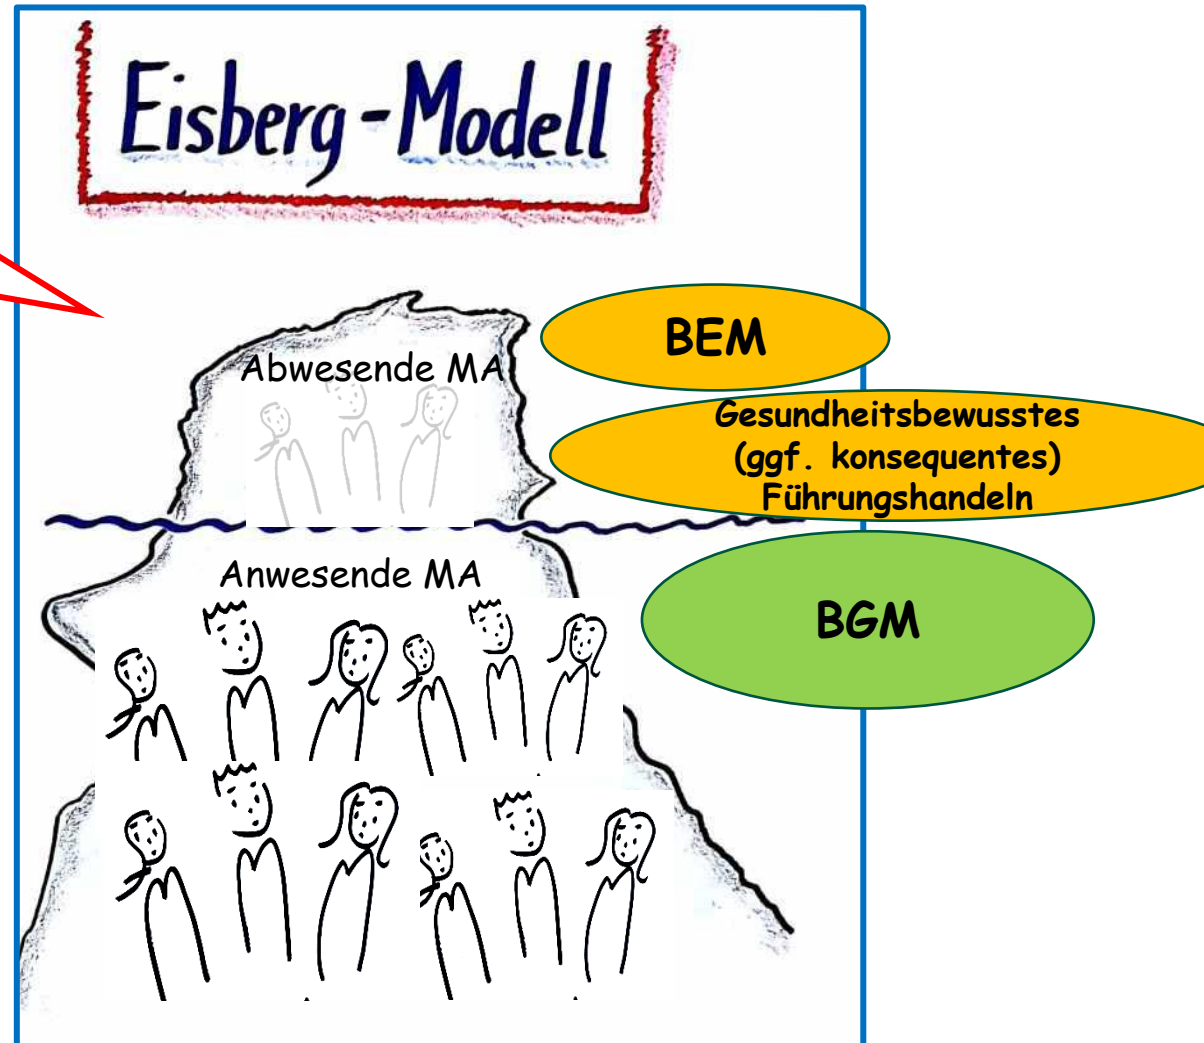 Eisberg-Modell
Abwesende MA
BEM
Gesundheitsbewusstes
(ggf. konsequentes)
Führungshandeln
Anwesende MA
BGM